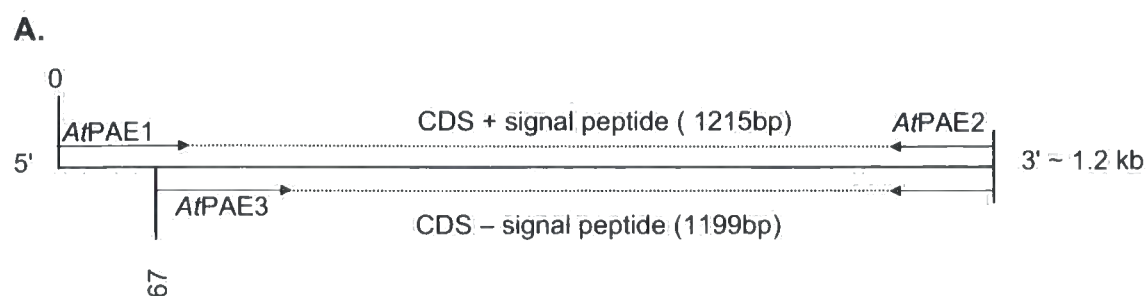 A.
0
AtPAE1 CDS + signal peptide ( 1215bp) AtPAE2
5' 3' ~ 1.2 kb
AtPAE3
CDS – signal peptide (1199bp)
67